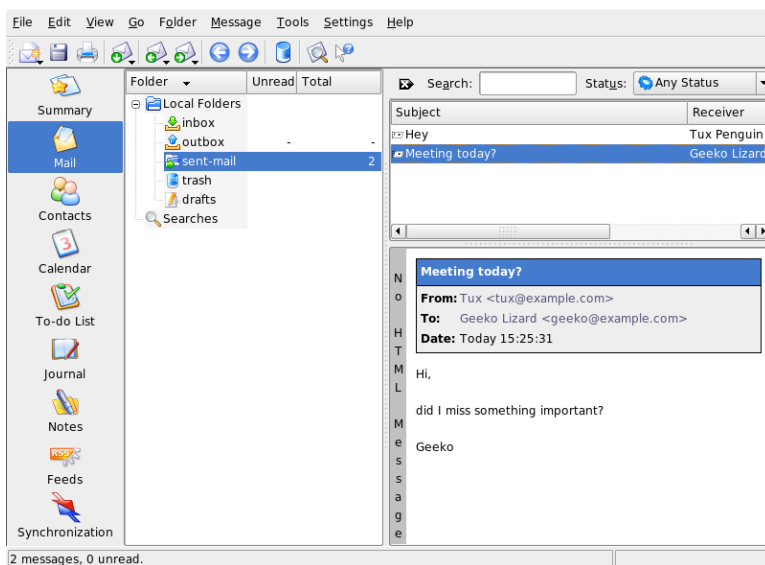 File Edit View Go Folder Message Tools Settings Help
Summary
Mail
Contacts
Calendar
To-do List
Journal
Notes
RSS
Feeds
Synchronization
Folder Unread Total
Local Folders
inbox
outbox - -
sent-mail 2
trash
drafts
Searches
Search: Status: Any Status
Subject Receiver
Hey Tux Penguin
Meeting today? Geeko Lizard
No HTML Message
Meeting today?
From: Tux <tux@example.com>
To: Geeko Lizard <geeko@example.com>
Date: Today 15:25:31
Hi,
did I miss something important?
Geeko
2 messages, 0 unread.